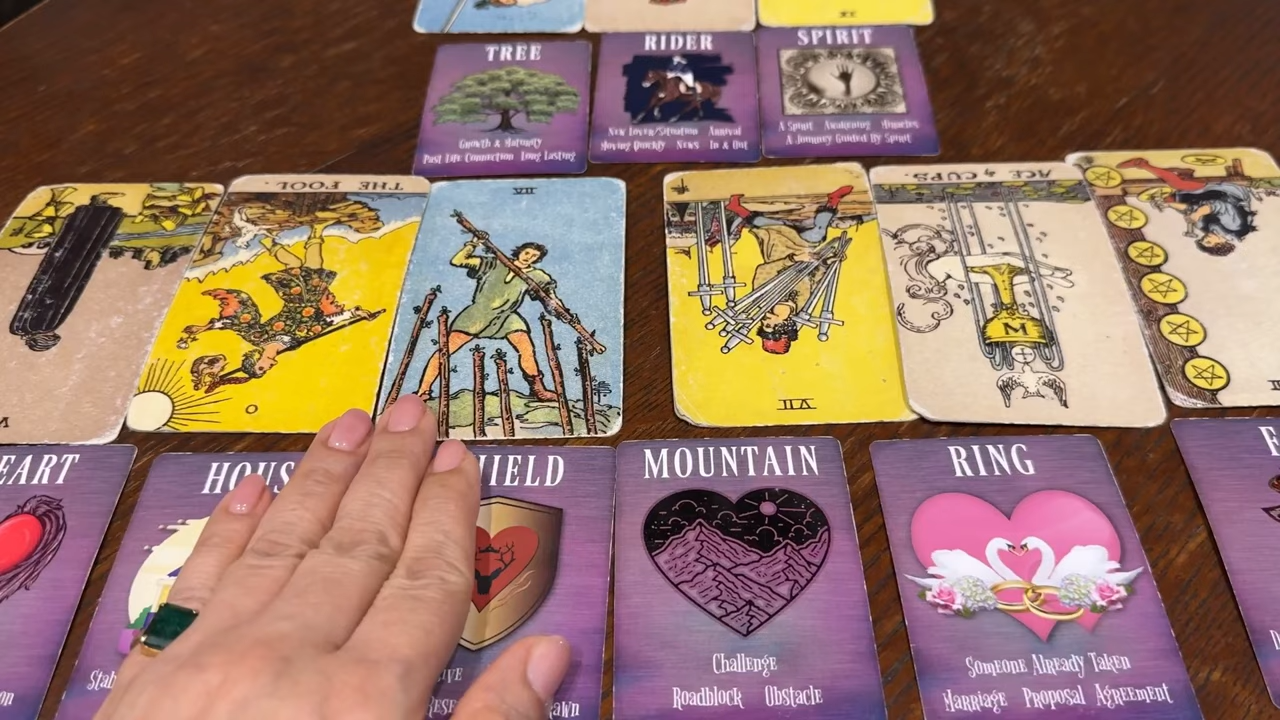 TREE
Growth & Maturity
Past Life Connection Long Lasting
RIDER
New Lover/Situation Arrival
Moving Quickly News In & Out
SPIRIT
A Spirit Awakening Miracles
A Journey Guided By Spirit
THE FOOL.
VII
VII
ACE of CUPS.
M
HOUS
MOUNTAIN
Challenge
Roadblock Obstacle
RING
Someone Already Taken
Marriage Proposal Agreement